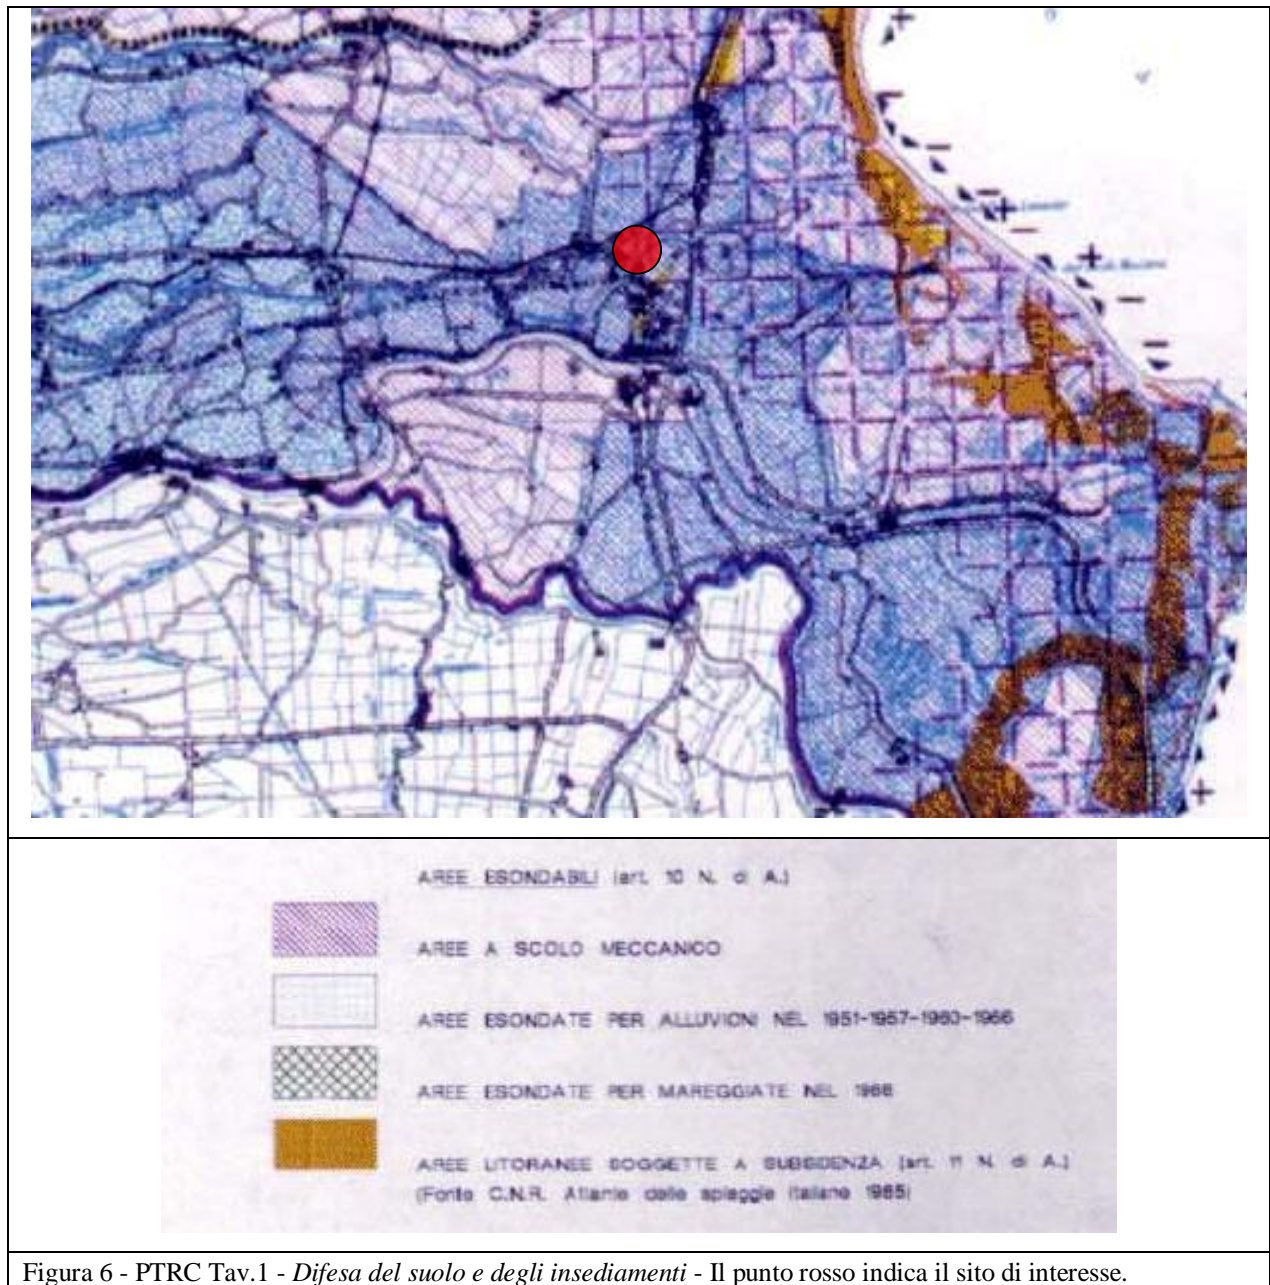 AREE ESONDABILI (art. 10 N. di A.)
AREE A SCOLO MECCANICO
AREE ESONDATE PER ALLUVIONI NEL 1951-1957-1960-1966
AREE ESONDATE PER MAREGGIATE NEL 1966
AREE LITORANEE SOGGETTE A SUBSIDENZA (art. 11 N. di A.)
(Fonte C.N.R. Atlante delle spiagge italiane 1985)
Figura 6 - PTRC Tav.1 - Difesa del suolo e degli insediamenti - Il punto rosso indica il sito di interesse.